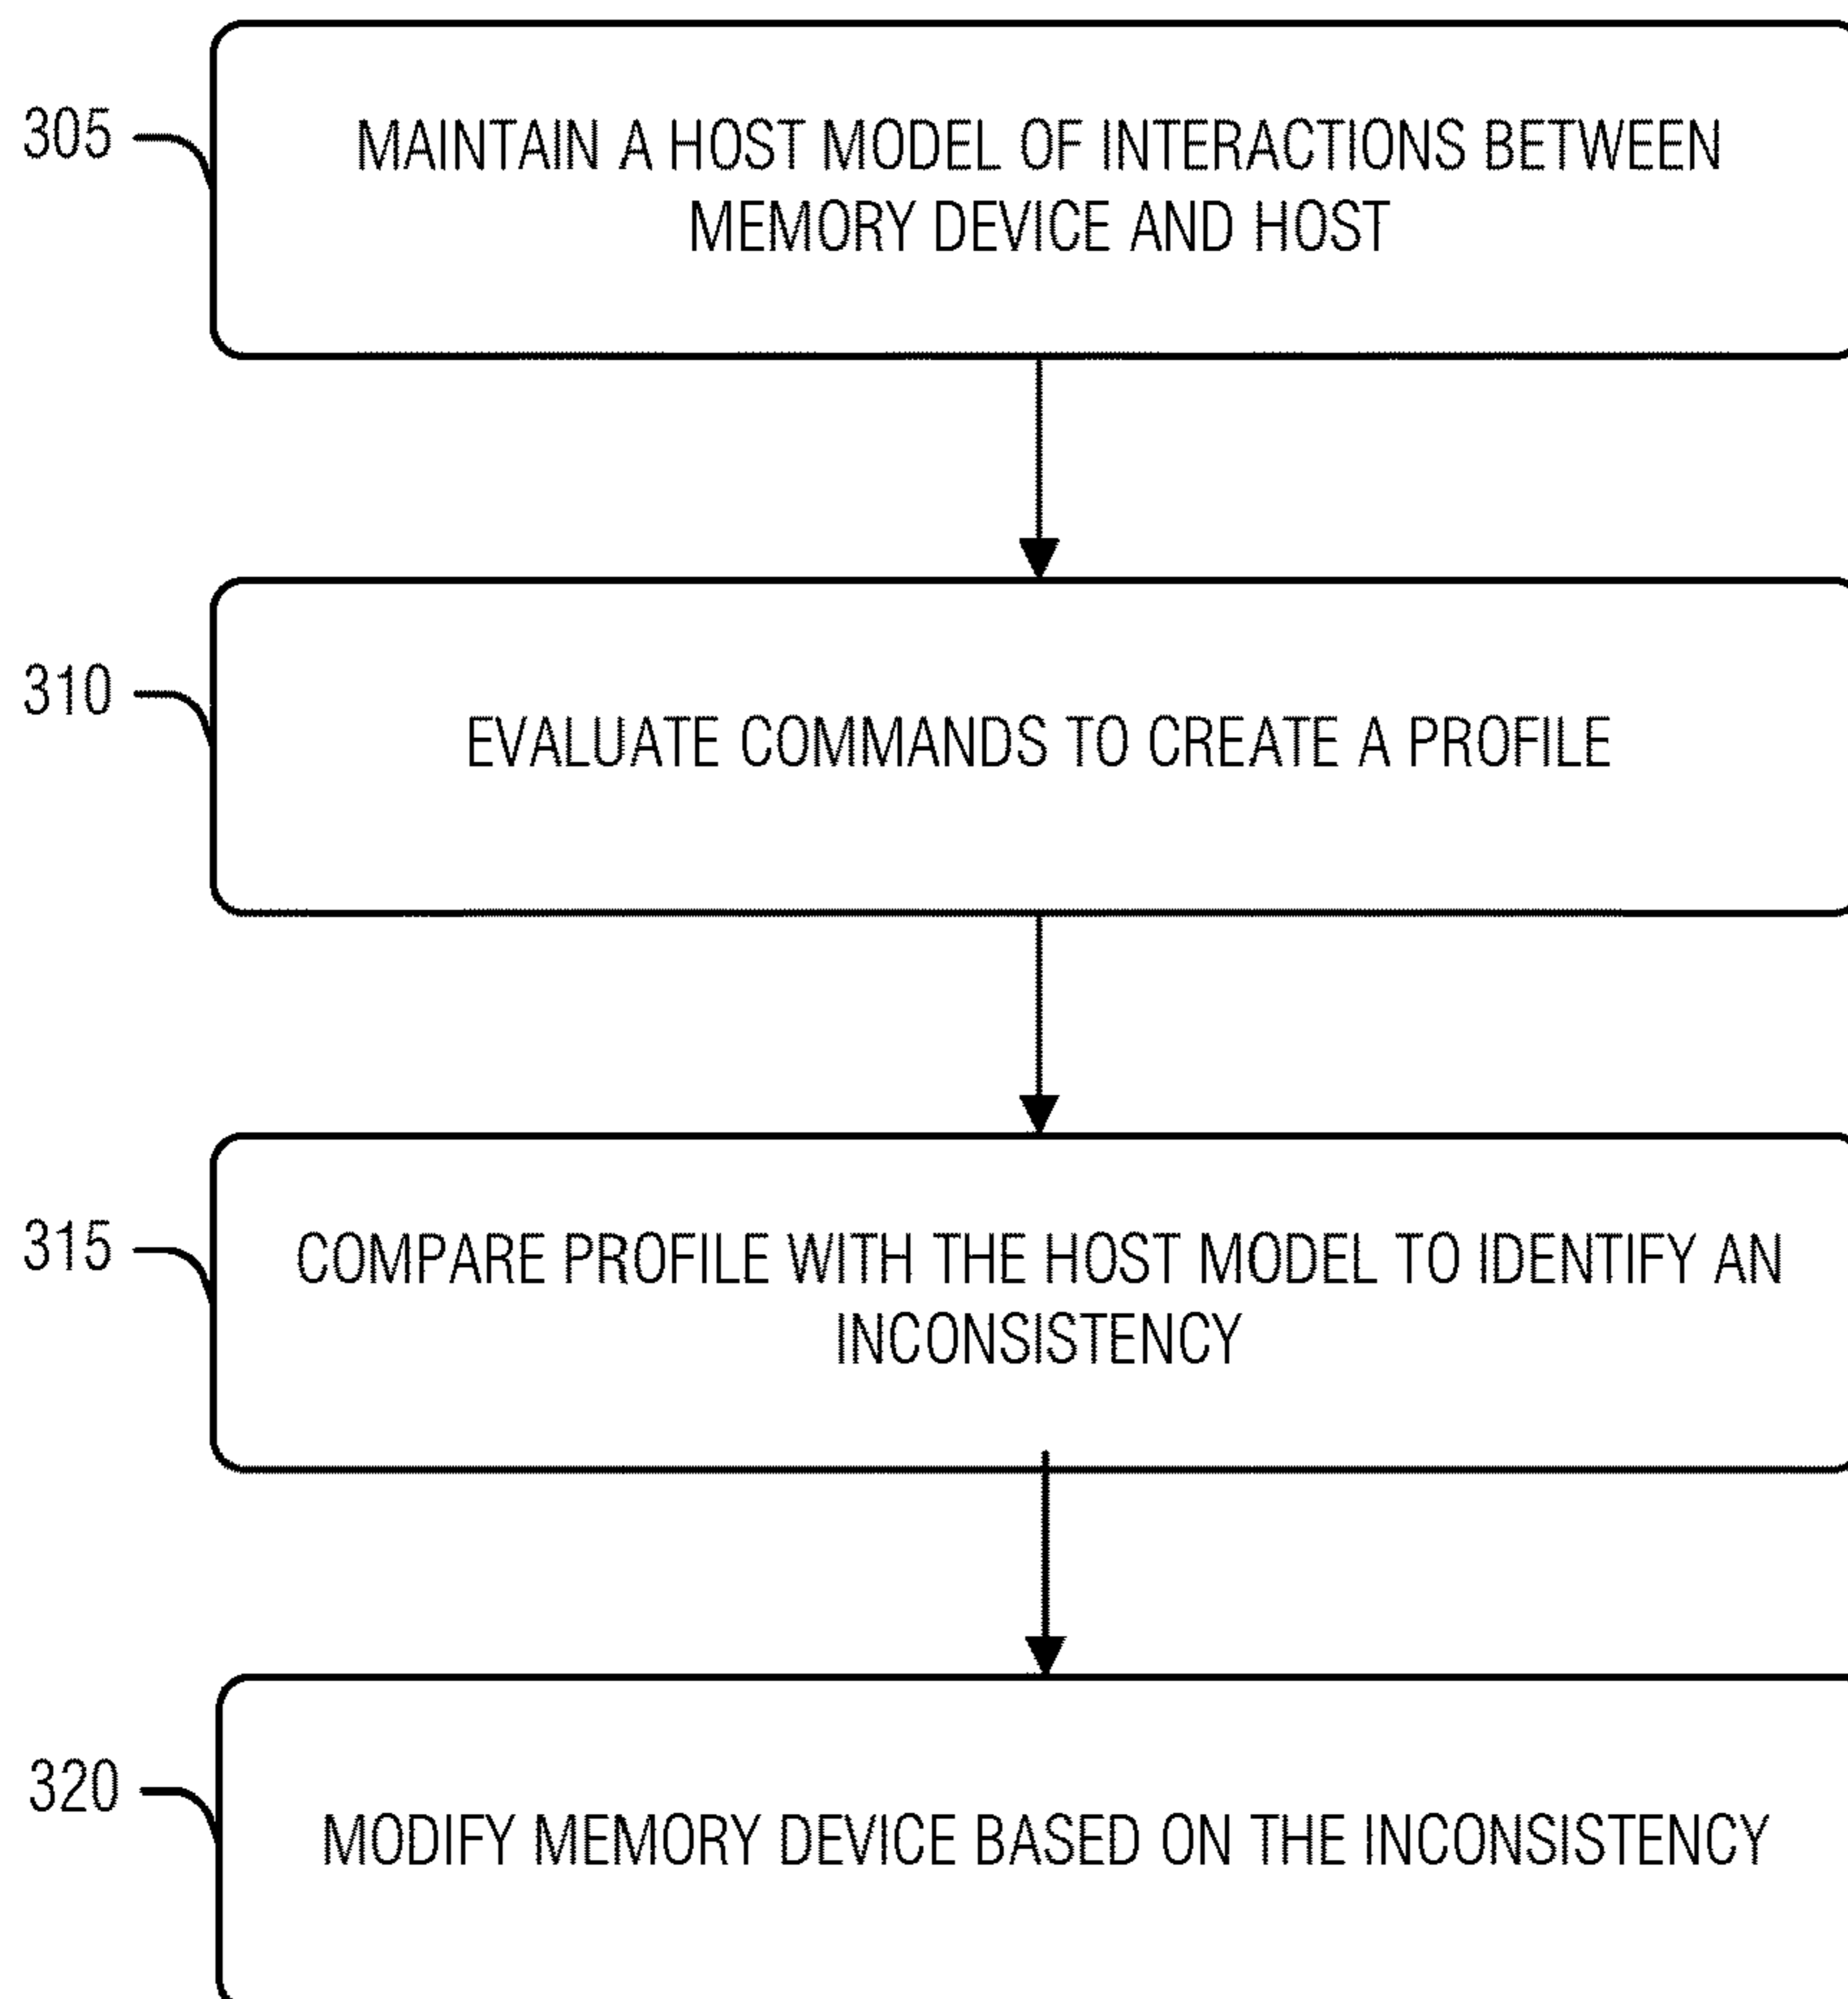 305
MAINTAIN A HOST MODEL OF INTERACTIONS BETWEEN
MEMORY DEVICE AND HOST
310
EVALUATE COMMANDS TO CREATE A PROFILE
315
COMPARE PROFILE WITH THE HOST MODEL TO IDENTIFY AN
INCONSISTENCY
320
MODIFY MEMORY DEVICE BASED ON THE INCONSISTENCY